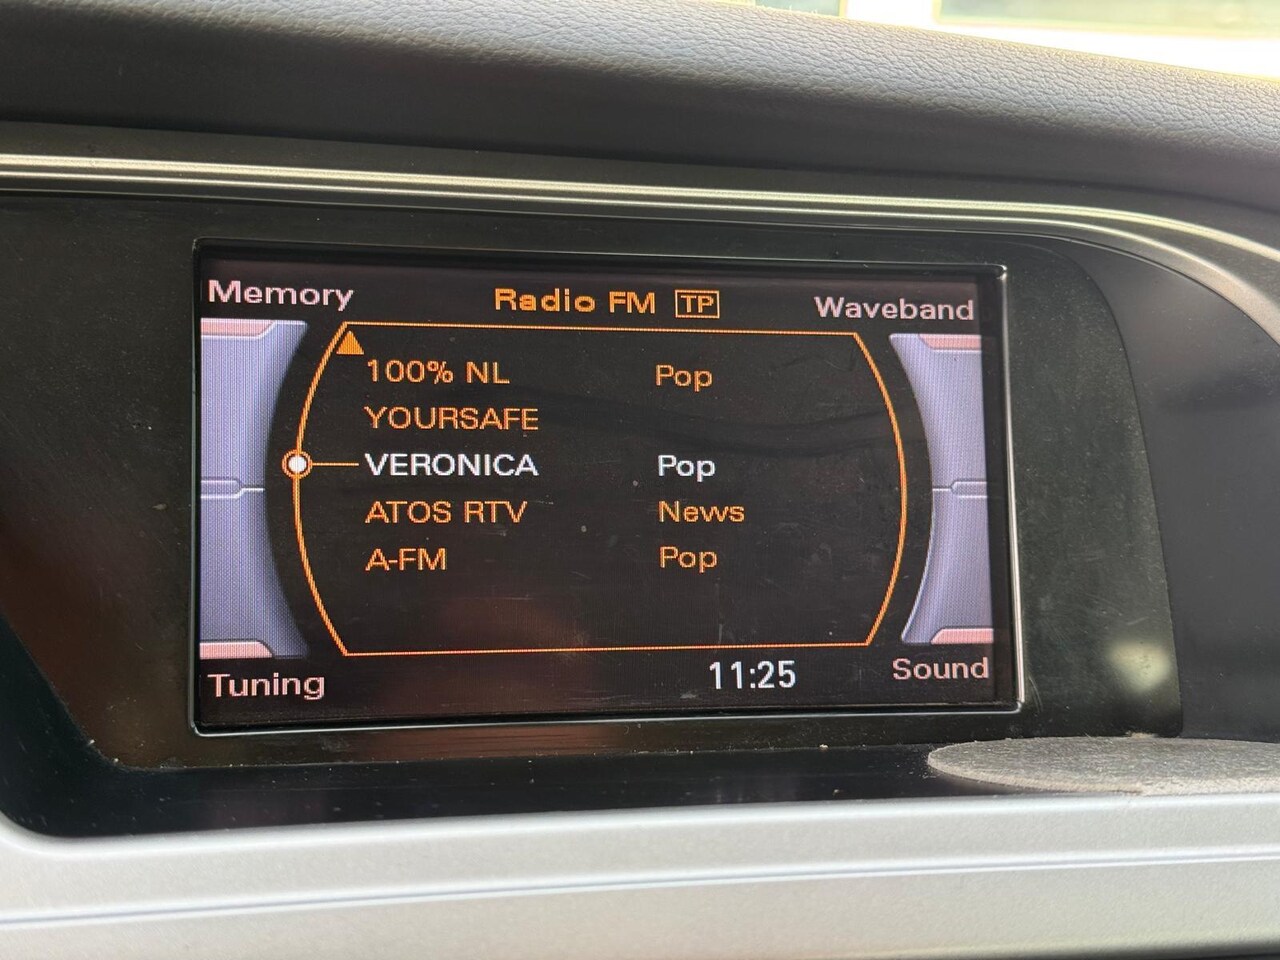 Memory Radio FM TP Waveband
100% NL Pop
YOURSAFE
VERONICA Pop
ATOS RTV News
A-FM Pop
Tuning 11:25 Sound